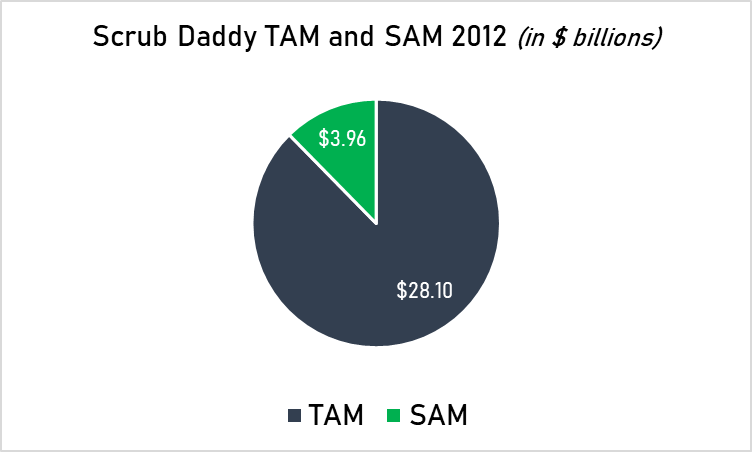 Scrub Daddy TAM and SAM 2012 (in $ billions)
$3.96
$28.10
TAM SAM